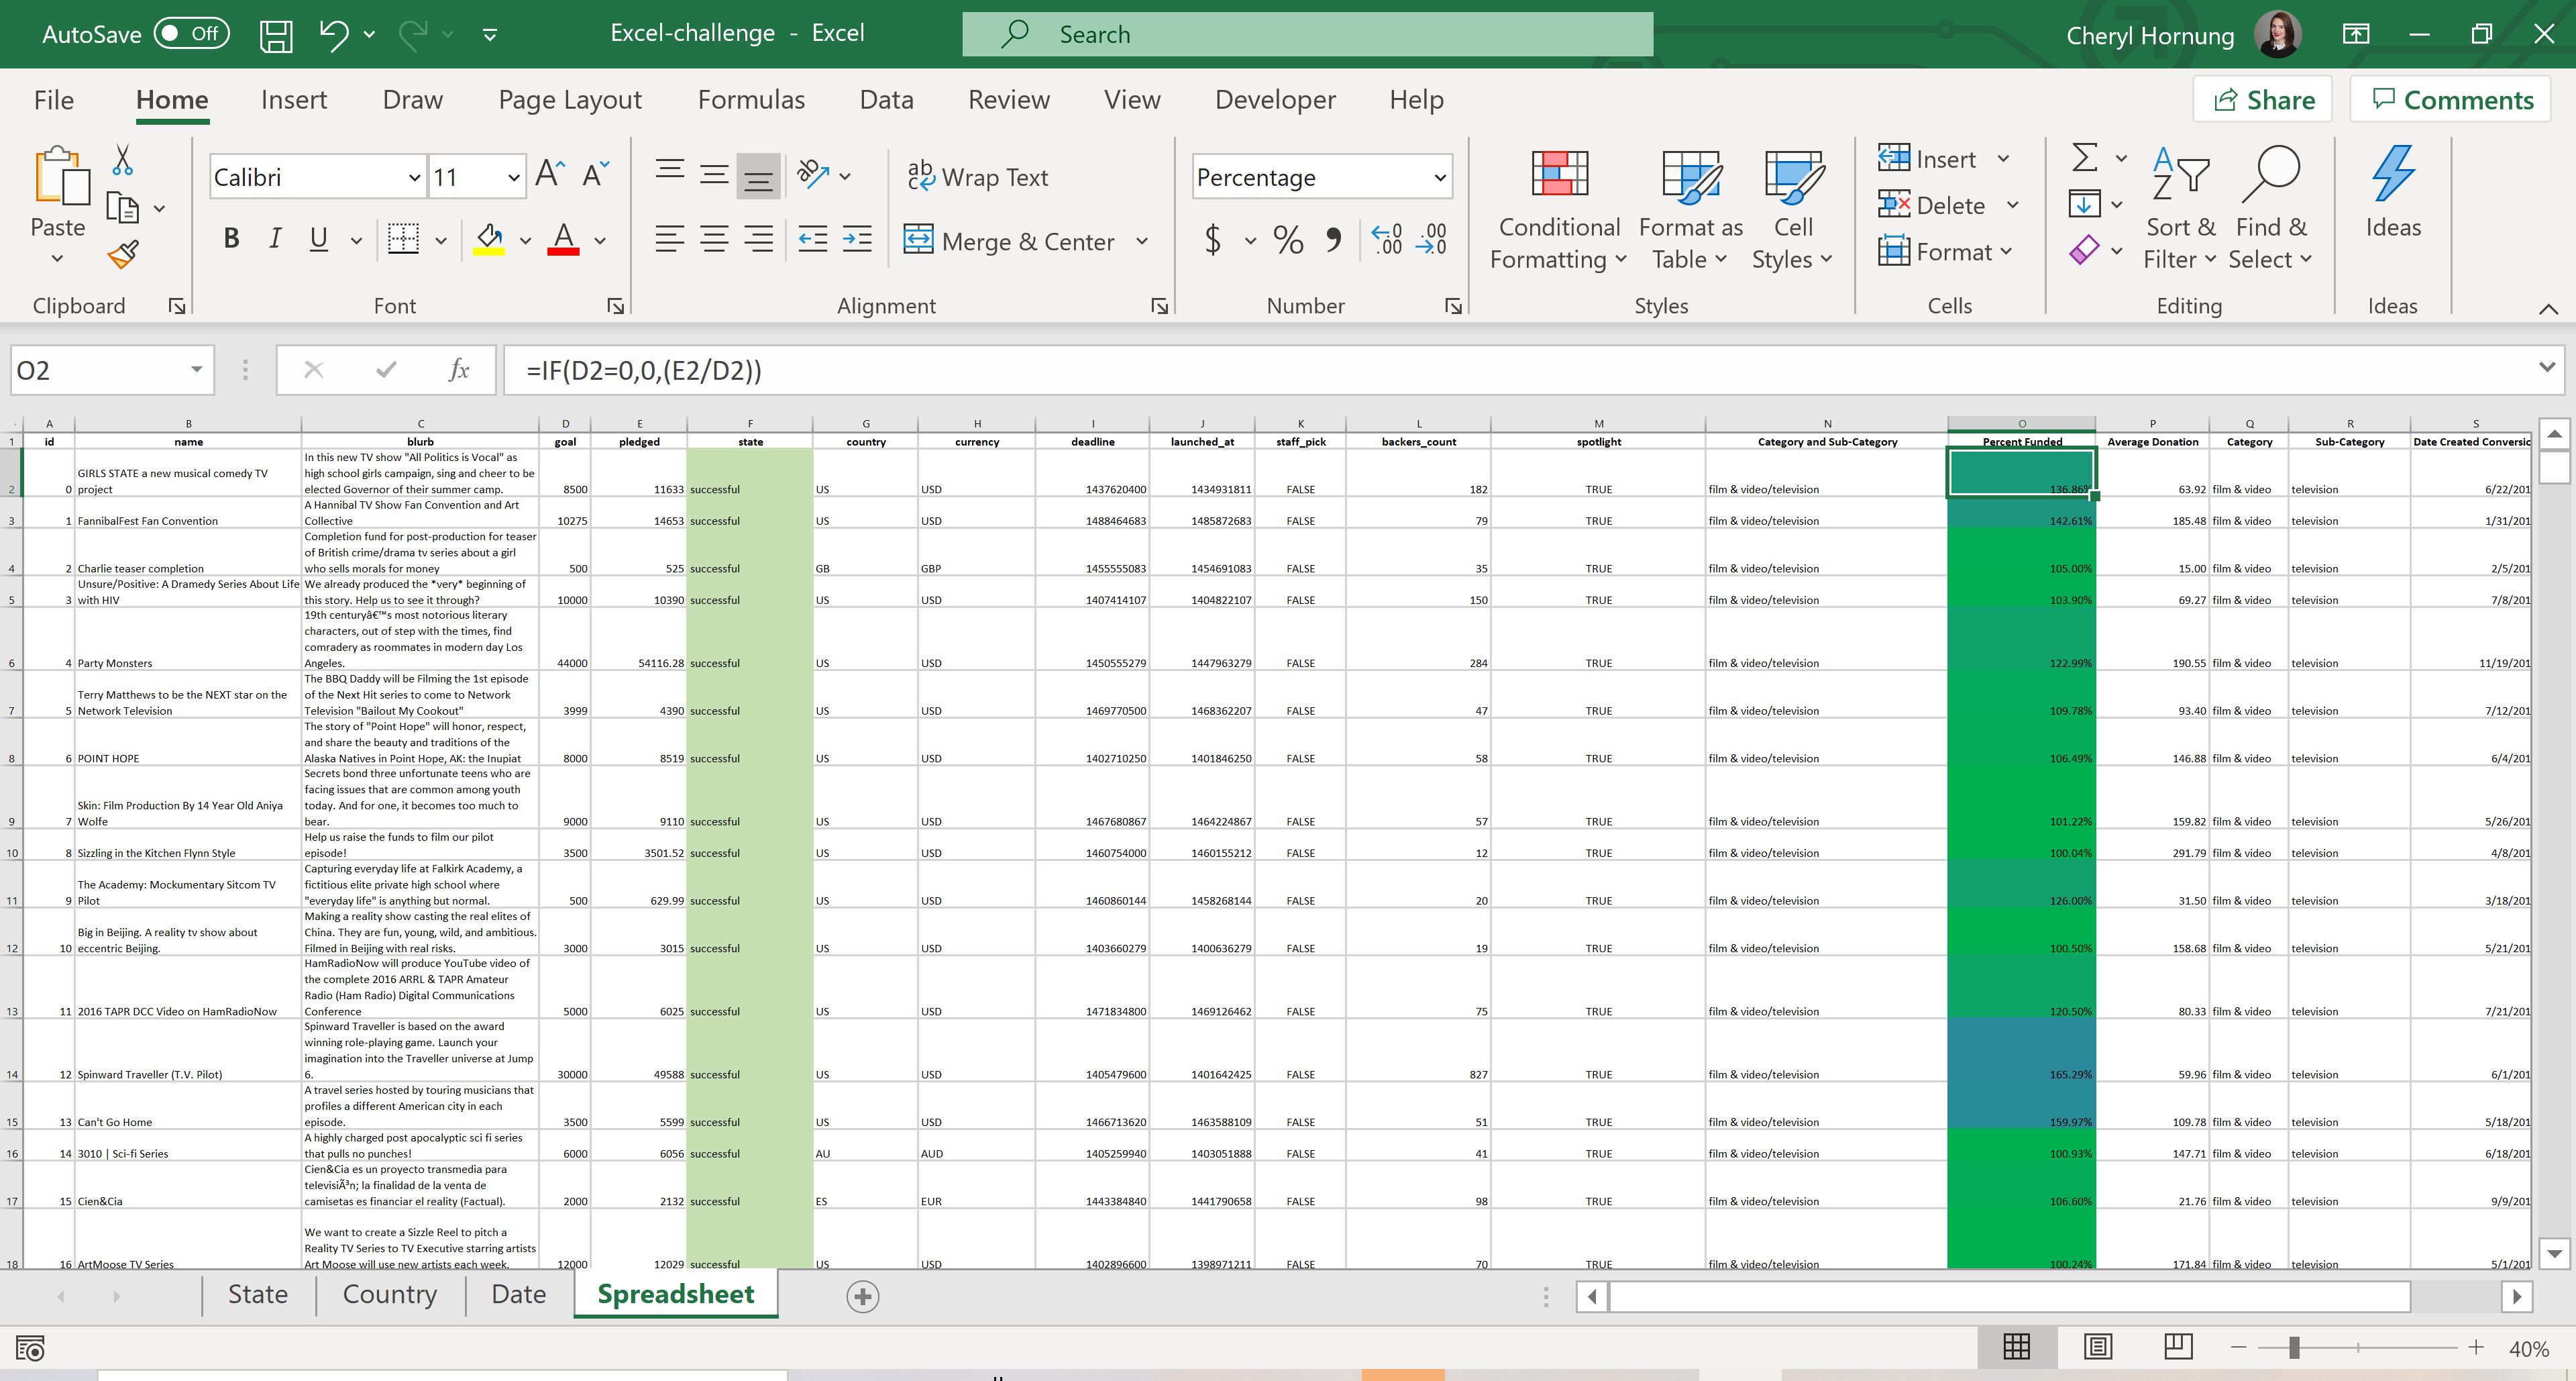 AutoSave Off Excel-challenge - Excel Search Cheryl Hornung
File Home Insert Draw Page Layout Formulas Data Review View Developer Help Share Comments
Paste
Clipboard
Calibri 11
B I U
Font
Wrap Text
Merge & Center
Alignment
Percentage
$ % , .00 .00
Number
Conditional Formatting
Format as Table
Cell Styles
Styles
Insert
Delete
Format
Cells
Sort & Filter
Find & Select
Editing
Ideas
Ideas
O2 fx =IF(D2=0,0,(E2/D2))
A B C D E F G H I J K L M N O P Q R S
1 id name blurb goal pledged state country currency deadline launched_at staff_pick backers_count spotlight Category and Sub-Category Percent Funded Average Donation Category Sub-Category Date Created Conversic
2 0 GIRLS STATE a new musical comedy TV project In this new TV show "All Politics is Vocal" as high school girls campaign, sing and cheer to be elected Governor of their summer camp. 8500 11633 successful US USD 1437620400 1434931811 FALSE 182 TRUE film & video/television 136.86% 63.92 film & video television 6/22/201
3 1 FannibalFest Fan Convention A Hannibal TV Show Fan Convention and Art Collective 10275 14653 successful US USD 1488464683 1485872683 FALSE 79 TRUE film & video/television 142.61% 185.48 film & video television 1/31/201
4 2 Charlie teaser completion Completion fund for post-production for teaser of British crime/drama tv series about a girl who sells morals for money 500 525 successful GB GBP 1455555083 1454691083 FALSE 35 TRUE film & video/television 105.00% 15.00 film & video television 2/5/201
5 3 Unsure/Positive: A Dramedy Series About Life with HIV We already produced the *very* beginning of this story. Help us to see it through? 10000 10390 successful US USD 1407414107 1404822107 FALSE 150 TRUE film & video/television 103.90% 69.27 film & video television 7/8/201
6 4 Party Monsters 19th centuryâ€™s most notorious literary characters, out of step with the times, find comradery as roommates in modern day Los Angeles. 44000 54116.28 successful US USD 1450555279 1447963279 FALSE 284 TRUE film & video/television 122.99% 190.55 film & video television 11/19/201
7 5 Terry Matthews to be the NEXT star on the Network Television The BBQ Daddy will be Filming the 1st episode of the Next Hit series to come to Network Television "Bailout My Cookout" 3999 4390 successful US USD 1469770500 1468362207 FALSE 47 TRUE film & video/television 109.78% 93.40 film & video television 7/12/201
8 6 POINT HOPE The story of "Point Hope" will honor, respect, and share the beauty and traditions of the Alaska Natives in Point Hope, AK: the Inupiat 8000 8519 successful US USD 1402710250 1401846250 FALSE 58 TRUE film & video/television 106.49% 146.88 film & video television 6/4/201
9 7 Skin: Film Production By 14 Year Old Aniya Wolfe Secrets bond three unfortunate teens who are facing issues that are common among youth today. And for one, it becomes too much to bear. 9000 9110 successful US USD 1467680867 1464224867 FALSE 57 TRUE film & video/television 101.22% 159.82 film & video television 5/26/201
10 8 Sizzling in the Kitchen Flynn Style Help us raise the funds to film our pilot episode! 3500 3501.52 successful US USD 1460754000 1460155212 FALSE 12 TRUE film & video/television 100.04% 291.79 film & video television 4/8/201
11 9 The Academy: Mockumentary Sitcom TV Pilot Capturing everyday life at Falkirk Academy, a fictitious elite private high school where "everyday life" is anything but normal. 500 629.99 successful US USD 1460860144 1458268144 FALSE 20 TRUE film & video/television 126.00% 31.50 film & video television 3/18/201
12 10 Big in Beijing. A reality tv show about eccentric Beijing. Making a reality show casting the real elites of China. They are fun, young, wild, and ambitious. Filmed in Beijing with real risks. 3000 3015 successful US USD 1403660279 1400636279 FALSE 19 TRUE film & video/television 100.50% 158.68 film & video television 5/21/201
13 11 2016 TAPR DCC Video on HamRadioNow HamRadioNow will produce YouTube video of the complete 2016 ARRL & TAPR Amateur Radio (Ham Radio) Digital Communications Conference 5000 6025 successful US USD 1471834800 1469126462 FALSE 75 TRUE film & video/television 120.50% 80.33 film & video television 7/21/201
14 12 Spinward Traveller (T.V. Pilot) Spinward Traveller is based on the award winning role-playing game. Launch your imagination into the Traveller universe at Jump 6. 30000 49588 successful US USD 1405479600 1401642425 FALSE 827 TRUE film & video/television 165.29% 59.96 film & video television 6/1/201
15 13 Can't Go Home A travel series hosted by touring musicians that profiles a different American city in each episode. 3500 5599 successful US USD 1466713620 1463588109 FALSE 51 TRUE film & video/television 159.97% 109.78 film & video television 5/18/201
16 14 3010 | Sci-fi Series A highly charged post apocalyptic sci fi series that pulls no punches! 6000 6056 successful AU AUD 1405259940 1403051888 FALSE 41 TRUE film & video/television 100.93% 147.71 film & video television 6/18/201
17 15 Cien&Cia Cien&Cia es un proyecto transmedia para televisiÃ³n; la finalidad de la venta de camisetas es financiar el reality (Factual). 2000 2132 successful ES EUR 1443384840 1441790658 FALSE 98 TRUE film & video/television 106.60% 21.76 film & video television 9/9/201
18 16 ArtMoose TV Series We want to create a Sizzle Reel to pitch a Reality TV Series to TV Executive starring artists Art Moose will use new artists each week. 12000 12029 successful US USD 1402896600 1398971211 FALSE 70 TRUE film & video/television 100.24% 171.84 film & video television 5/1/201
State Country Date Spreadsheet
40%